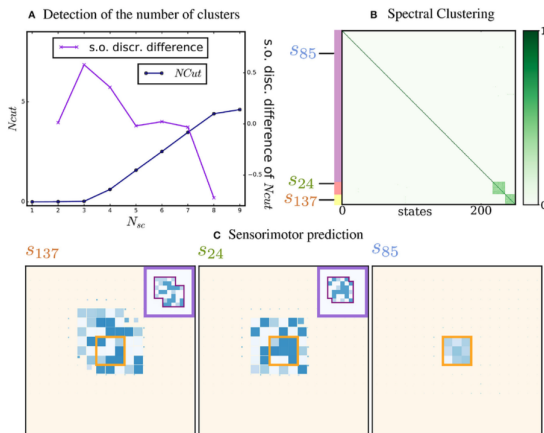 A Detection of the number of clusters
s.o. discr. difference
NCut
Ncut
5
0
1 2 3 4 5 6 7 8 9
N_sc
0.5
0.0
−0.5
s.o. disc. difference of Ncut
B Spectral Clustering
s85
s24
s137
0 states 200
1
0
C Sensorimotor prediction
s137 s24 s85